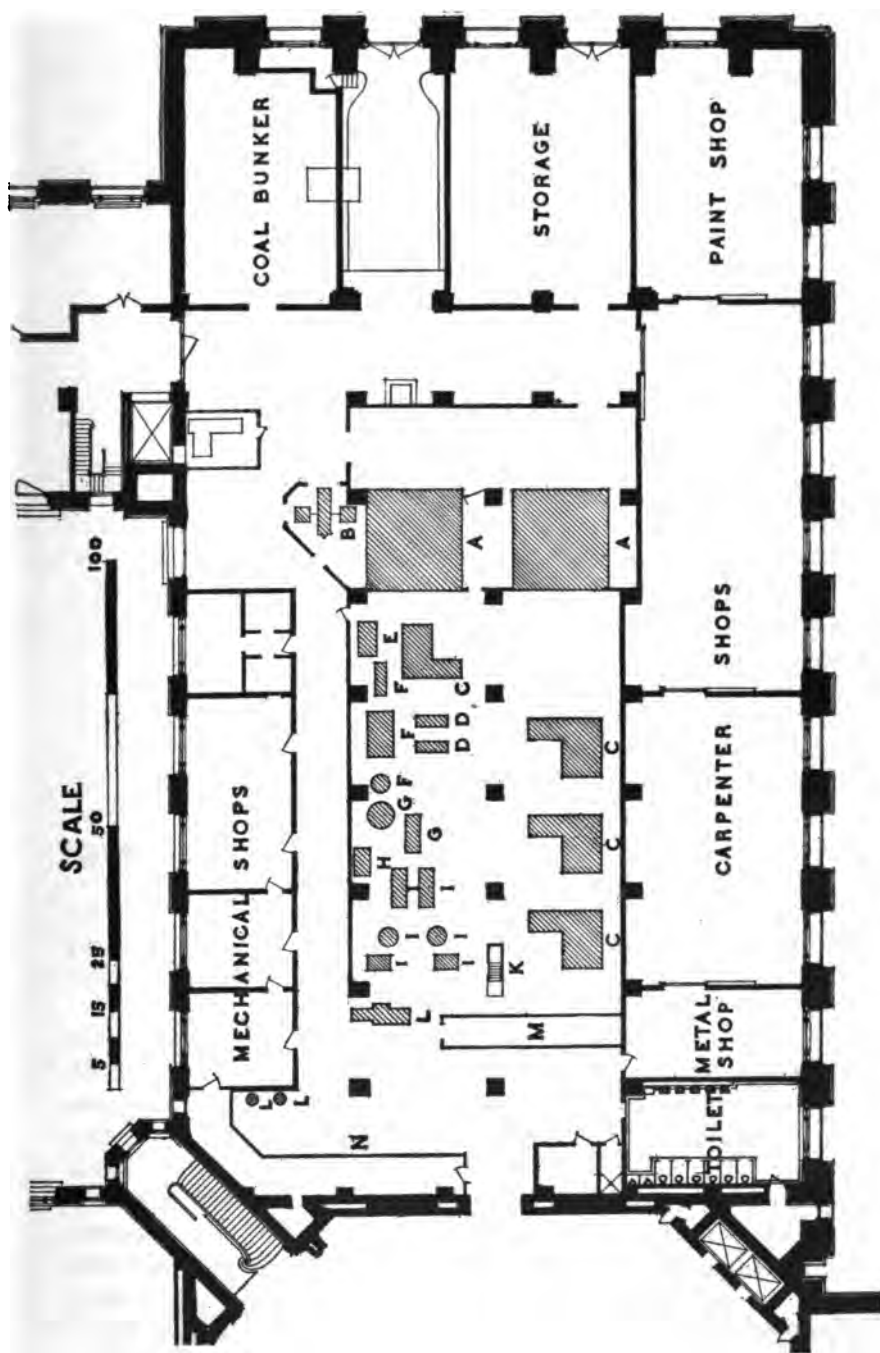 COAL BUNKER
STORAGE
PAINT SHOP
SCALE
5 15 25 50 100
B
A
A
SHOPS
E
F
C
F
D D
F
G
G
C
MECHANICAL SHOPS
H
I
C
CARPENTER
I
I
I
I
K
C
L
M
METAL
SHOP
L
L
N
TOILET